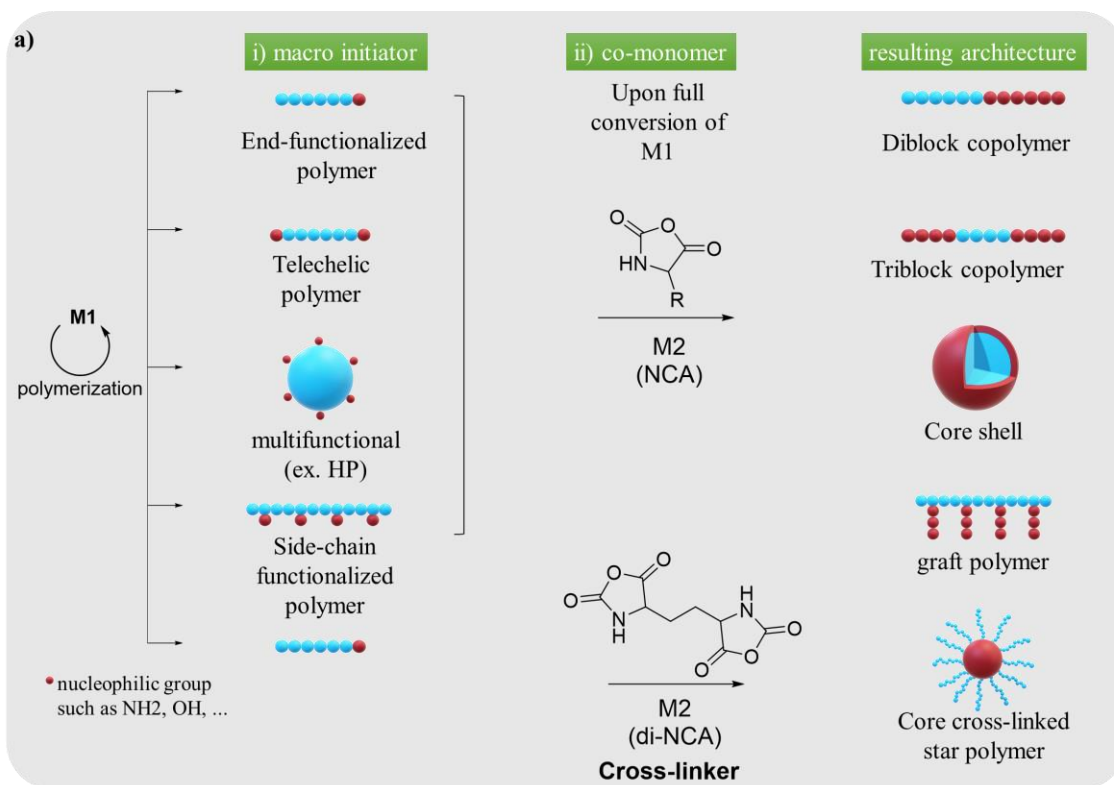 a)
i) macro initiator
ii) co-monomer
resulting architecture
End-functionalized
polymer
Upon full
conversion of
M1
Diblock copolymer
Telechelic
polymer
O
O
O
HN
R
Triblock copolymer
M1
polymerization
M2
(NCA)
multifunctional
(ex. HP)
Core shell
Side-chain
functionalized
polymer
graft polymer
O
O
O
N
H
H
N
O
O
O
nucleophilic group
such as NH2, OH, ...
M2
(di-NCA)
Cross-linker
Core cross-linked
star polymer